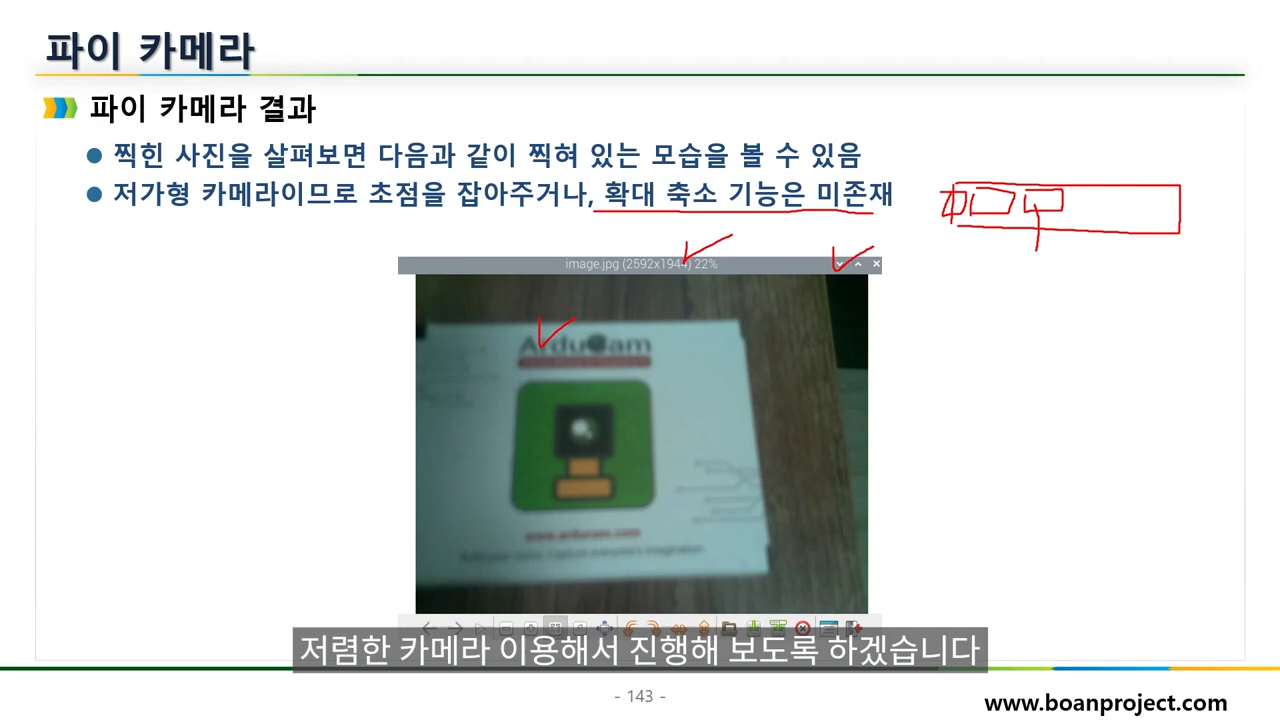 파이 카메라
파이 카메라 결과
찍힌 사진을 살펴보면 다음과 같이 찍혀 있는 모습을 볼 수 있음
저가형 카메라이므로 초점을 잡아주거나, 확대 축소 기능은 미존재
image.jpg (2592x1944) 22%
ArduCam
www.arducam.com
저렴한 카메라 이용해서 진행해 보도록 하겠습니다
- 143 -
www.boanproject.com